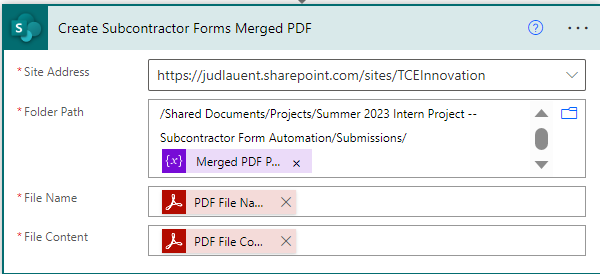 Create Subcontractor Forms Merged PDF
*Site Address
https://judlauent.sharepoint.com/sites/TCEInnovation
*Folder Path
/Shared Documents/Projects/Summer 2023 Intern Project --
Subcontractor Form Automation/Submissions/
{x} Merged PDF P... ×
*File Name
PDF File Na... ×
*File Content
PDF File Co... ×